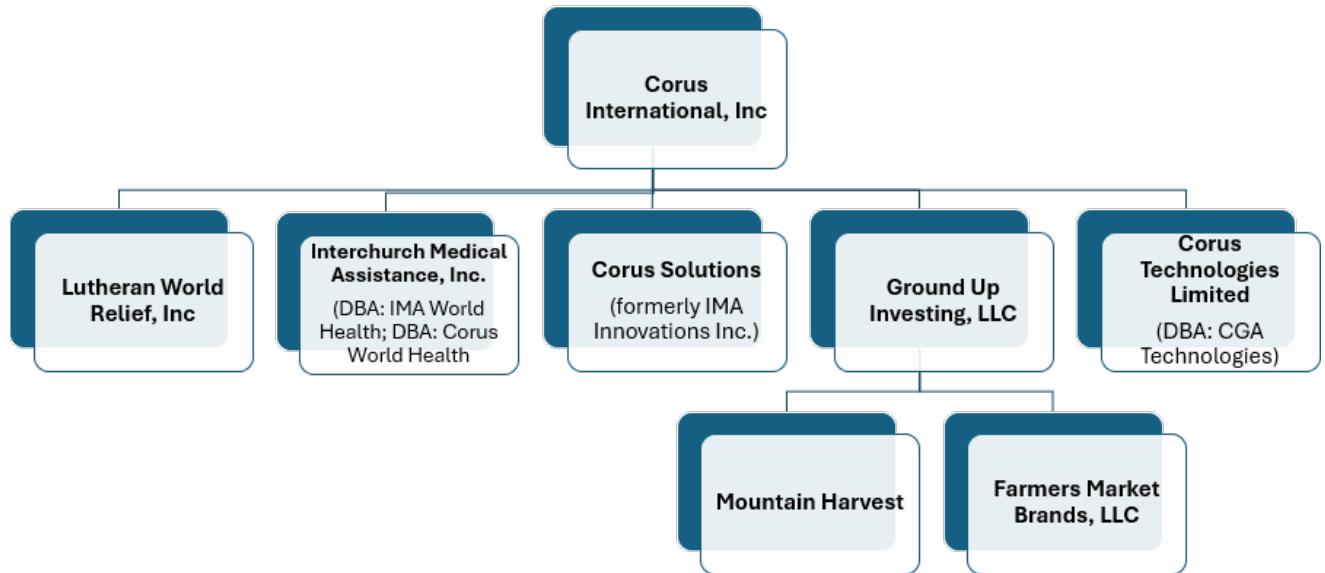 Corus
International, Inc
Lutheran World
Relief, Inc
Interchurch Medical
Assistance, Inc.
(DBA: IMA World
Health; DBA: Corus
World Health
Corus Solutions
(formerly IMA
Innovations Inc.)
Ground Up
Investing, LLC
Corus
Technologies
Limited
(DBA: CGA
Technologies)
Mountain Harvest
Farmers Market
Brands, LLC